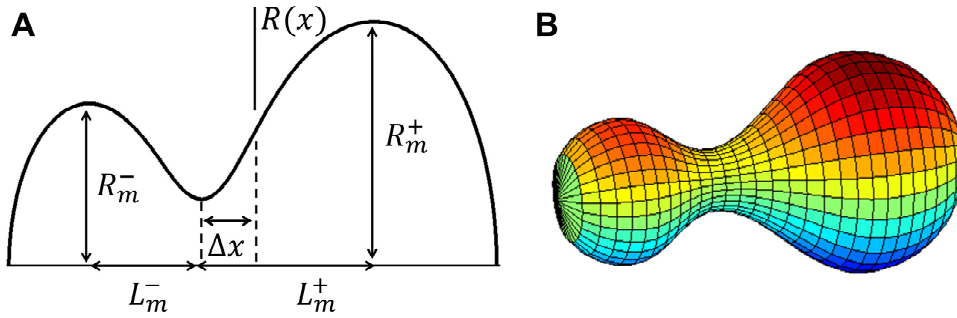 A
R(x)
B
R_m^-
R_m^+
Δx
L_m^-
L_m^+